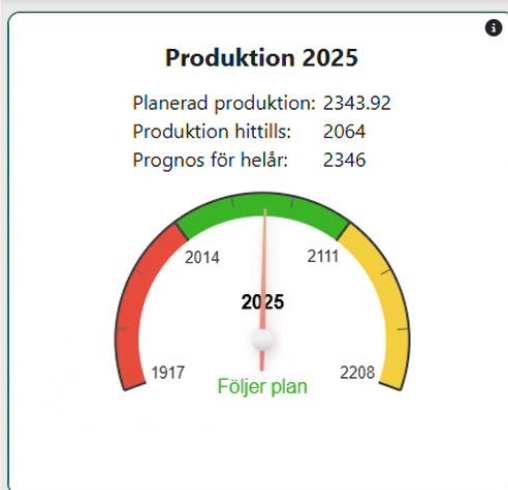 Produktion 2025
Planerad produktion: 2343.92
Produktion hittills: 2064
Prognos för helår: 2346
2014 2111
2025
1917 2208
Följer plan